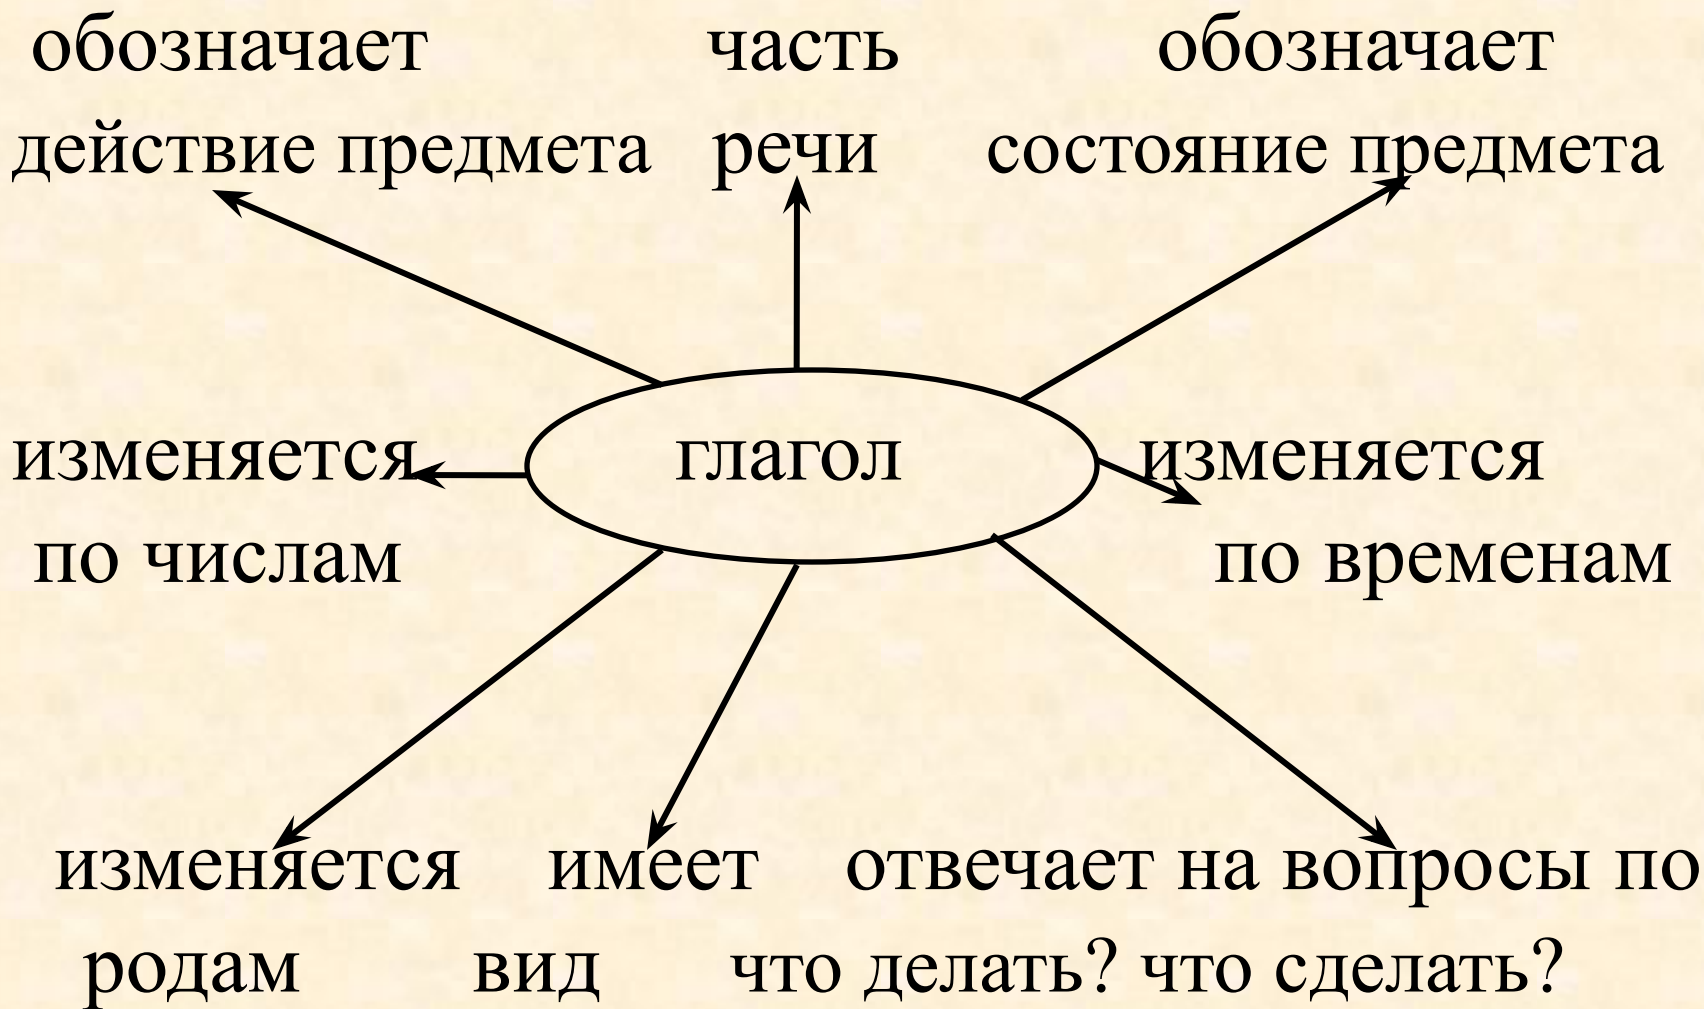 обозначает часть обозначает
действие предмета речи состояние предмета
изменяется глагол изменяется
по числам по временам
изменяется имеет отвечает на вопросы по
родам вид что делать? что сделать?